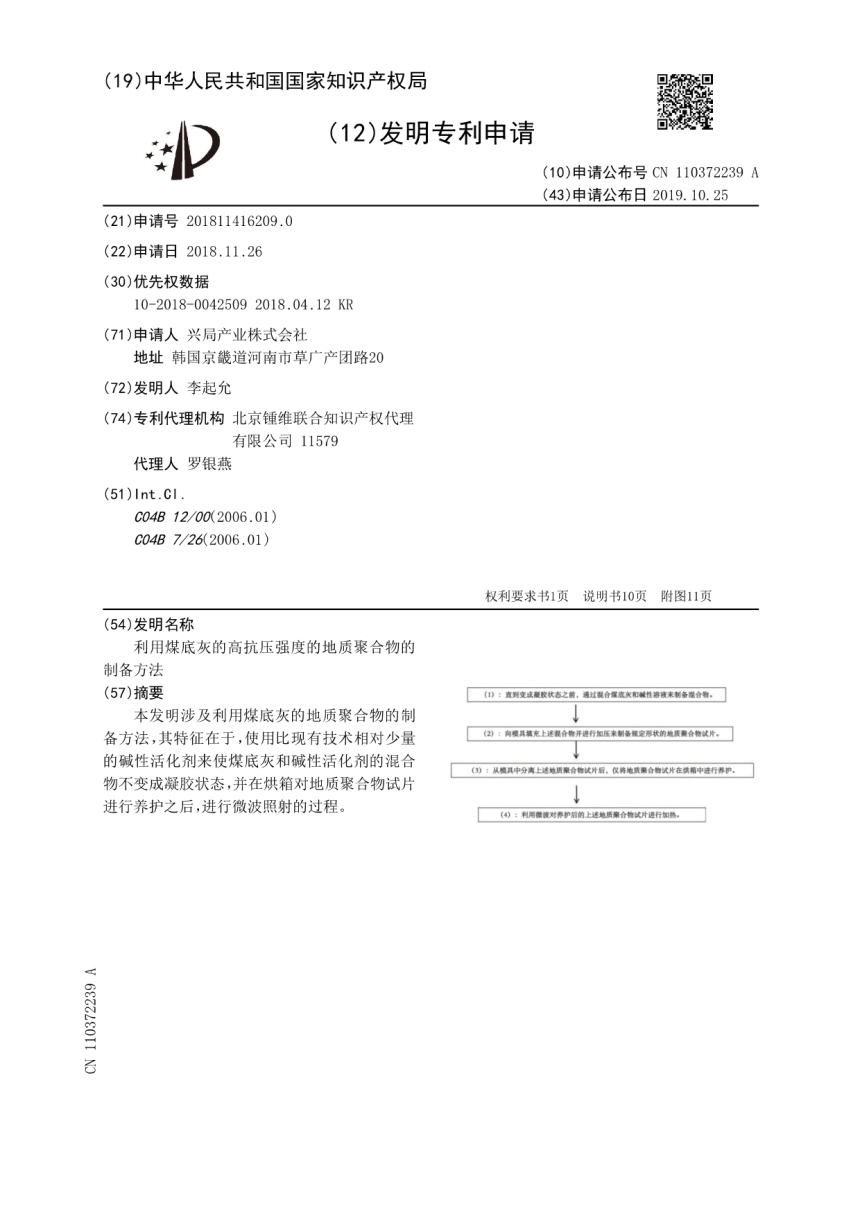 (19)中华人民共和国国家知识产权局
(12)发明专利申请
(10)申请公布号 CN 110372239 A
(43)申请公布日 2019.10.25
(21)申请号 201811416209.0
(22)申请日 2018.11.26
(30)优先权数据
10-2018-0042509 2018.04.12 KR
(71)申请人 兴局产业株式会社
地址 韩国京畿道河南市草广产团路20
(72)发明人 李起允
(74)专利代理机构 北京锺维联合知识产权代理
有限公司 11579
代理人 罗银燕
(51)Int.Cl.
C04B 12/00(2006.01)
C04B 7/26(2006.01)
权利要求书1页 说明书10页 附图11页
(54)发明名称
利用煤底灰的高抗压强度的地质聚合物的
制备方法
(57)摘要
本发明涉及利用煤底灰的地质聚合物的制
备方法,其特征在于,使用比现有技术相对少量
的碱性活化剂来使煤底灰和碱性活化剂的混合
物不变成凝胶状态,并在烘箱对地质聚合物试片
进行养护之后,进行微波照射的过程。
(1)：直到变成凝胶状态之前，通过混合煤底灰和碱性溶液来制备混合物。
(2)：向模具填充上述混合物并进行加压来制备规定形状的地质聚合物试片。
(3)：从模具中分离上述地质聚合物试片后，仅将地质聚合物试片在烘箱中进行养护。
(4)：利用微波对养护后的上述地质聚合物试片进行加热。
CN 110372239 A